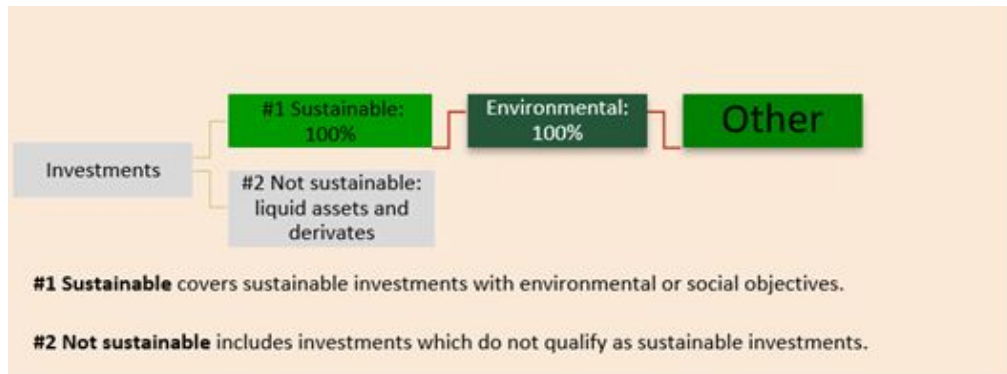 #1 Sustainable:
100%
Environmental:
100%
Other
Investments
#2 Not sustainable:
liquid assets and
derivates
#1 Sustainable covers sustainable investments with environmental or social objectives.
#2 Not sustainable includes investments which do not qualify as sustainable investments.